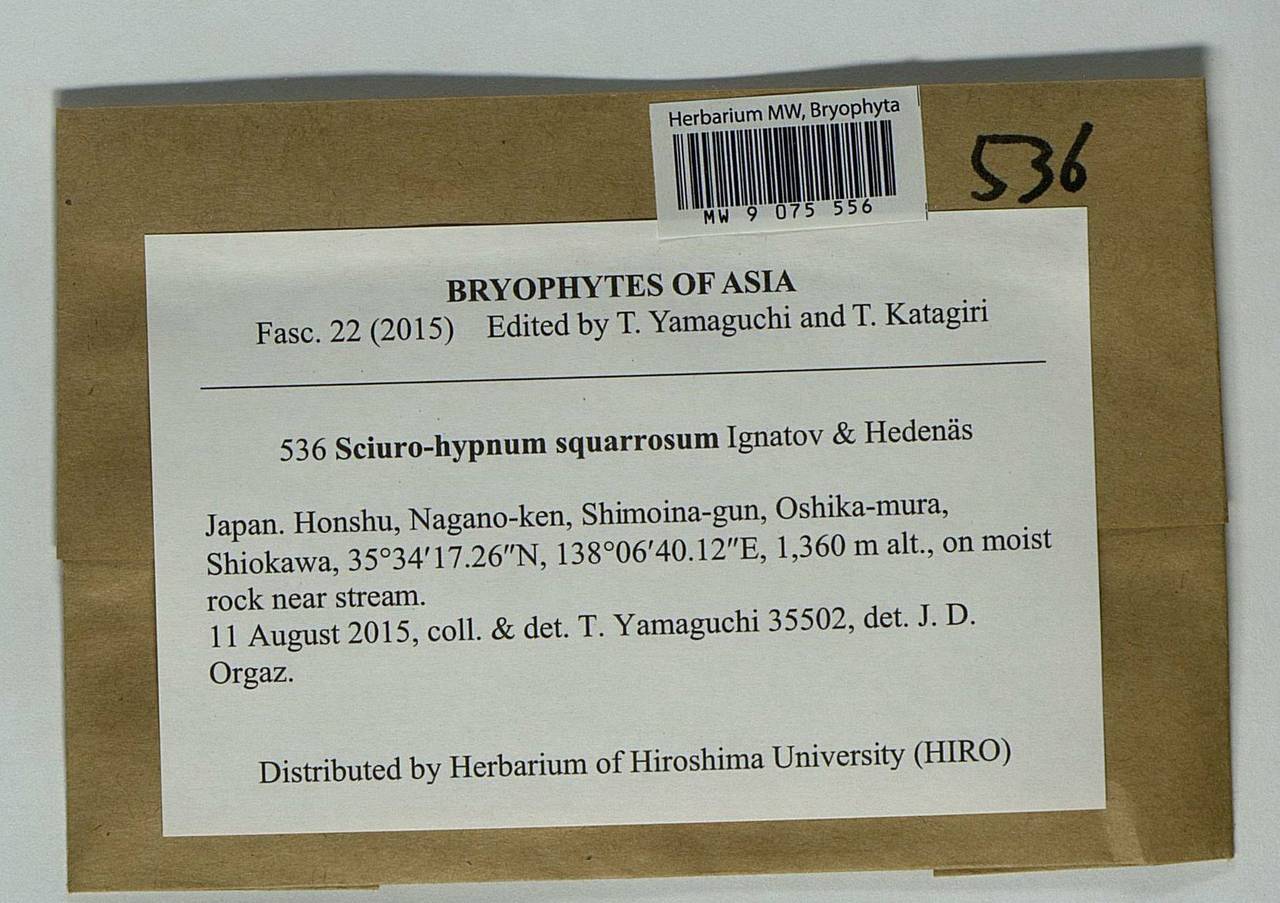 Herbarium MW, Bryophyta
MW 9 075 556
536
BRYOPHYTES OF ASIA
Fasc. 22 (2015) Edited by T. Yamaguchi and T. Katagiri
536 Sciuro-hypnum squarrosum Ignatov & Hedenäs
Japan. Honshu, Nagano-ken, Shimoina-gun, Oshika-mura,
Shiokawa, 35°34′17.26″N, 138°06′40.12″E, 1,360 m alt., on moist
rock near stream.
11 August 2015, coll. & det. T. Yamaguchi 35502, det. J. D.
Orgaz.
Distributed by Herbarium of Hiroshima University (HIRO)